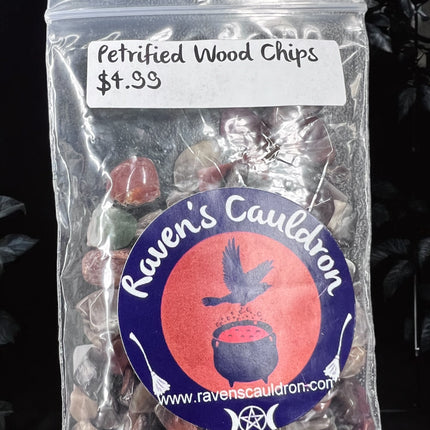 Petrified Wood Chips
$4.99
Raven's Cauldron
www.ravenscauldron.com